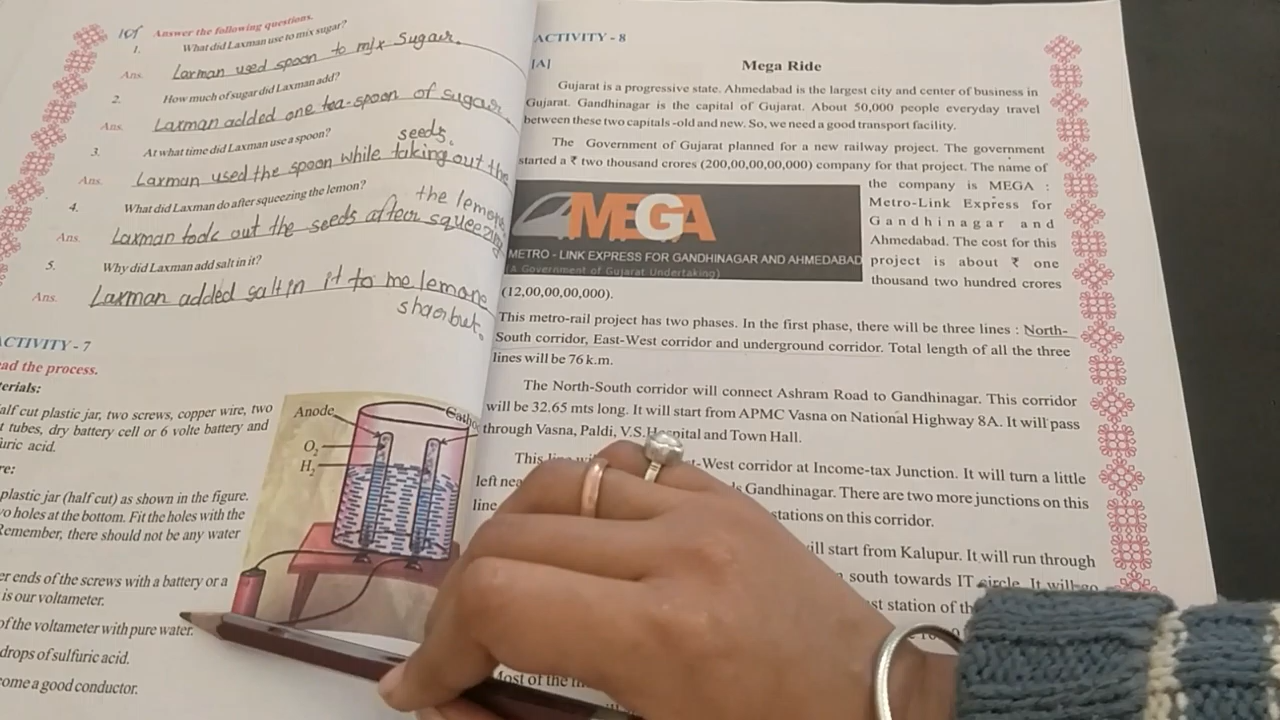 Answer the following questions.
1. What did Laxman use to mix sugar?
Ans. Laxman used spoon to mix Sugar.
2. How much of sugar did Laxman add?
Ans. Laxman added one tea-spoon of sugar.
3. At what time did Laxman use a spoon?
seeds.
Ans. Laxman used the spoon while taking out the
4. What did Laxman do after squeezing the lemon?
the lemon
Ans. Laxman took out the seeds after squeezing
5. Why did Laxman add salt in it?
Ans. Laxman added salt in it to me lemone
sharbut.
CTIVITY - 7
ad the process.
erials:
alf cut plastic jar, two screws, copper wire, two
t tubes, dry battery cell or 6 volte battery and
uric acid.
re:
plastic jar (half cut) as shown in the figure.
o holes at the bottom. Fit the holes with the
Remember, there should not be any water
er ends of the screws with a battery or a
is our voltameter.
of the voltameter with pure water.
drops of sulfuric acid.
ome a good conductor.
Anode
Catho
O2
H2
ACTIVITY - 8
[A]
Mega Ride
Gujarat is a progressive state. Ahmedabad is the largest city and center of business in
Gujarat. Gandhinagar is the capital of Gujarat. About 50,000 people everyday travel
between these two capitals -old and new. So, we need a good transport facility.
The Government of Gujarat planned for a new railway project. The government
started a ₹ two thousand crores (200,00,00,00,000) company for that project. The name of
the company is MEGA :
Metro-Link Express for
Gandhinagar and
Ahmedabad. The cost for this
project is about ₹ one
thousand two hundred crores
MEGA
METRO - LINK EXPRESS FOR GANDHINAGAR AND AHMEDABAD
(A Government of Gujarat Undertaking)
(12,00,00,00,000).
This metro-rail project has two phases. In the first phase, there will be three lines : North-
South corridor, East-West corridor and underground corridor. Total length of all the three
lines will be 76 k.m.
The North-South corridor will connect Ashram Road to Gandhinagar. This corridor
will be 32.65 mts long. It will start from APMC Vasna on National Highway 8A. It will pass
through Vasna, Paldi, V.S. Hospital and Town Hall.
This t-West corridor at Income-tax Junction. It will turn a little
left nea Gandhinagar. There are two more junctions on this
line stations on this corridor.
ill start from Kalupur. It will run through
south towards IT circle. It will go
st station of th
Most of the